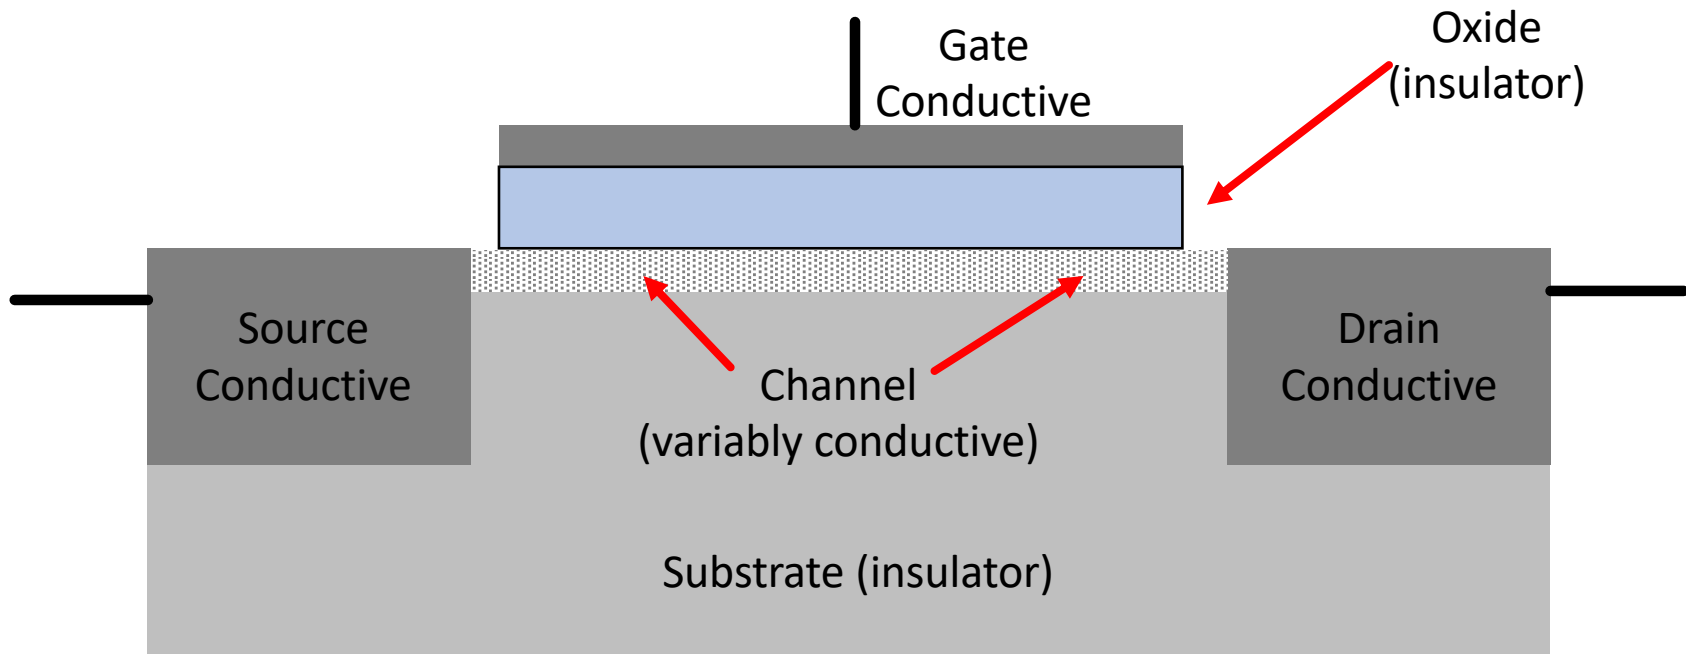 Gate
Conductive
Oxide
(insulator)
Source
Conductive
Drain
Conductive
Channel
(variably conductive)
Substrate (insulator)